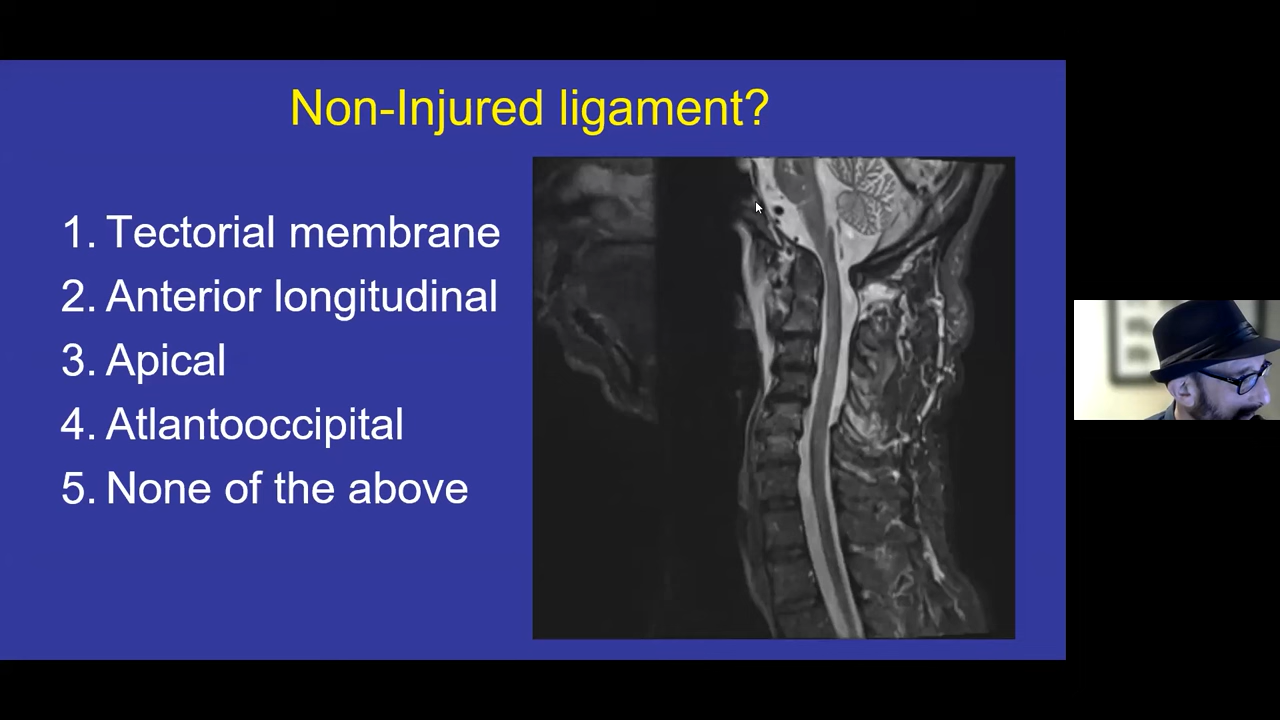 Non-Injured ligament?
1. Tectorial membrane
2. Anterior longitudinal
3. Apical
4. Atlantooccipital
5. None of the above